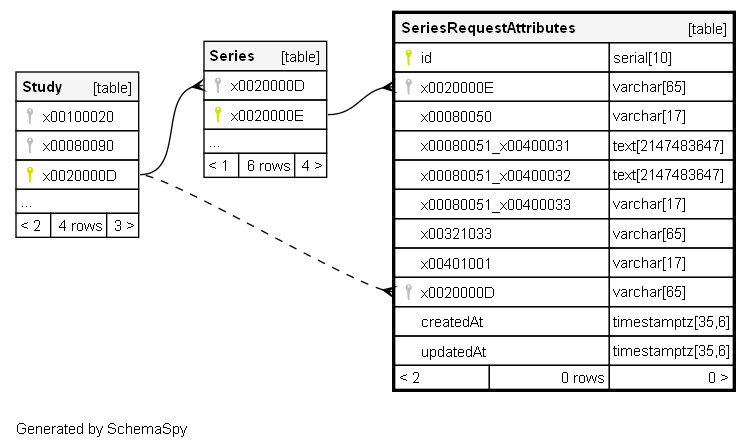 Study [table]
x00100020
x00080090
x0020000D
...
< 2 4 rows 3 >
Series [table]
x0020000D
x0020000E
...
< 1 6 rows 4 >
SeriesRequestAttributes [table]
id serial[10]
x0020000E varchar[65]
x00080050 varchar[17]
x00080051_x00400031 text[2147483647]
x00080051_x00400032 text[2147483647]
x00080051_x00400033 varchar[17]
x00321033 varchar[65]
x00401001 varchar[17]
x0020000D varchar[65]
createdAt timestamptz[35,6]
updatedAt timestamptz[35,6]
< 2 0 rows 0 >
Generated by SchemaSpy